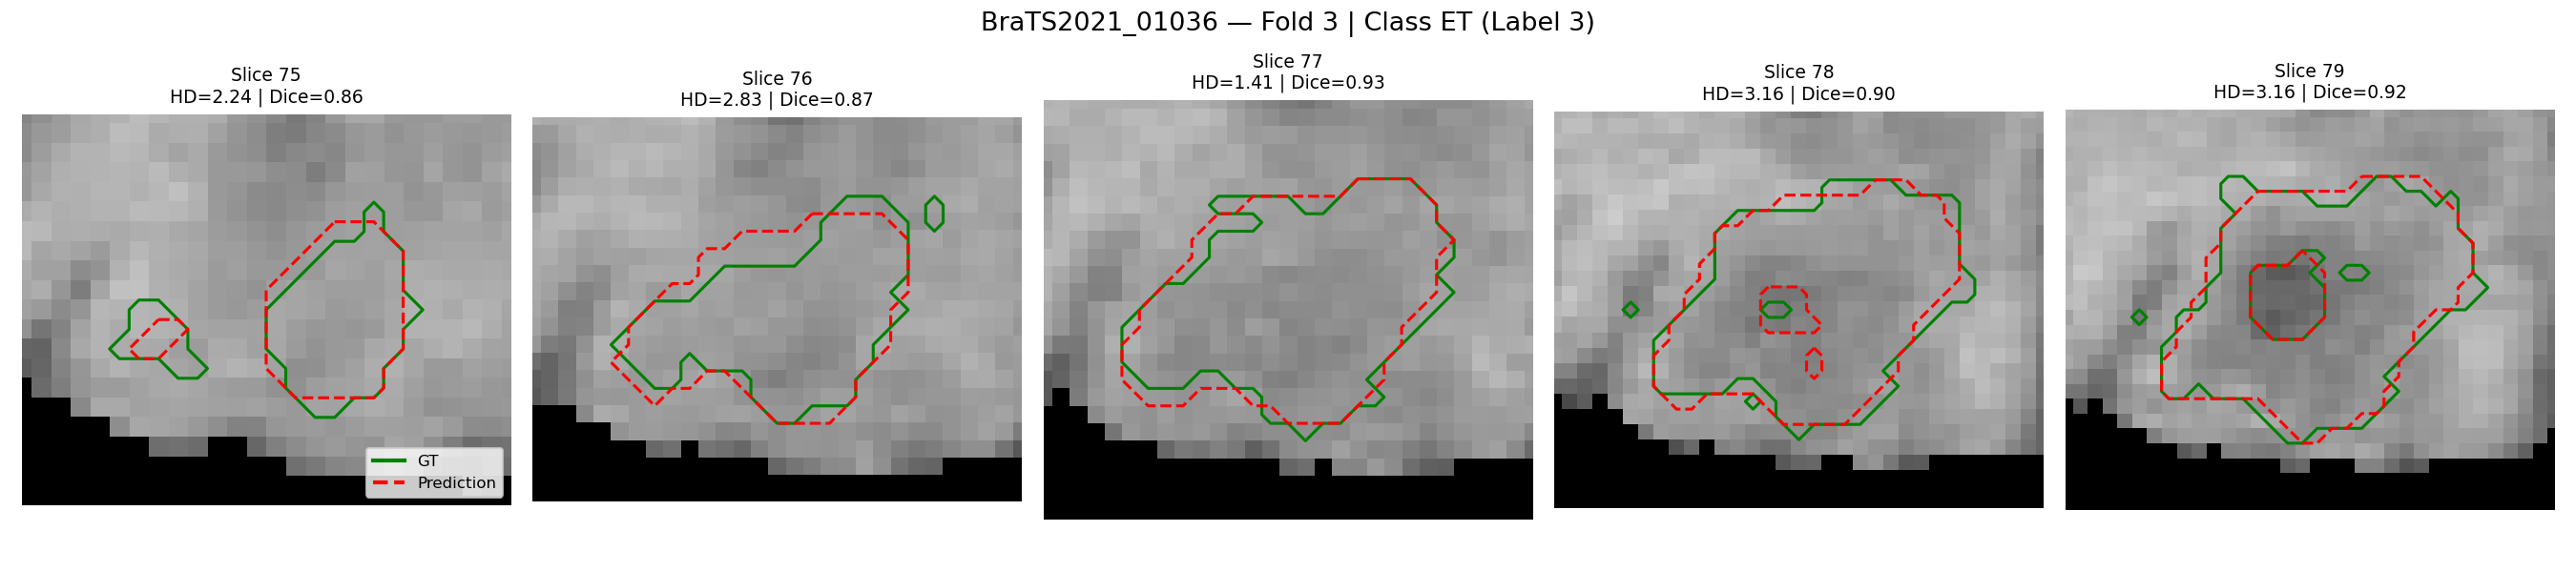 BraTS2021_01036 — Fold 3 | Class ET (Label 3)
Slice 75
HD=2.24 | Dice=0.86
Slice 76
HD=2.83 | Dice=0.87
Slice 77
HD=1.41 | Dice=0.93
Slice 78
HD=3.16 | Dice=0.90
Slice 79
HD=3.16 | Dice=0.92
GT
Prediction